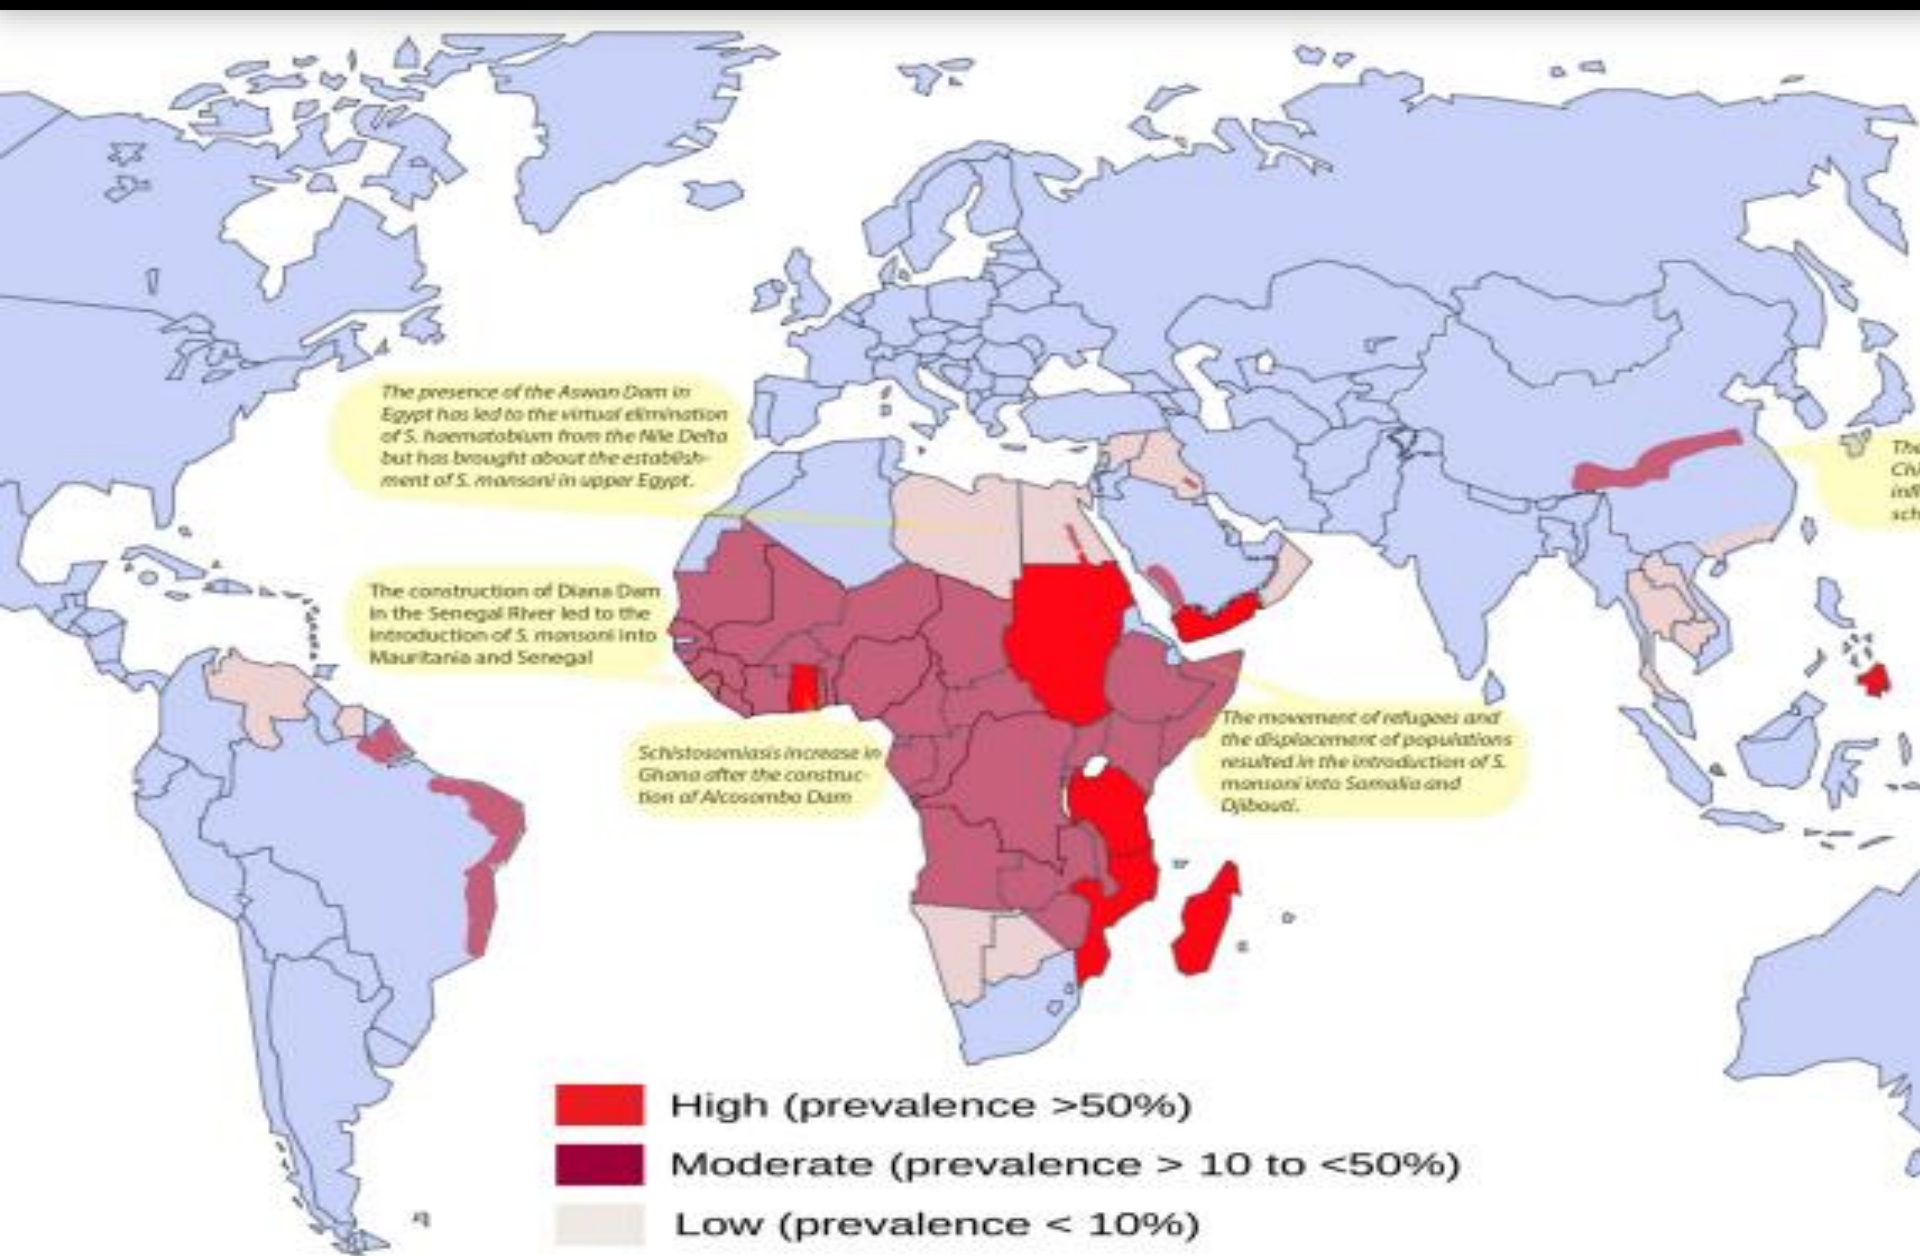 The presence of the Aswan Dam in
Egypt has led to the virtual elimination
of S. haematobium from the Nile Delta
but has brought about the establish-
ment of S. mansoni in upper Egypt.
The
Chi
infl
sch
The construction of Diana Dam
in the Senegal River led to the
introduction of S. mansoni into
Mauritania and Senegal
Schistosomiasis increase in
Ghana after the construc-
tion of Alcosombo Dam
The movement of refugees and
the displacement of populations
resulted in the introduction of S.
mansoni into Somalia and
Djibouti.
High (prevalence >50%)
Moderate (prevalence > 10 to <50%)
Low (prevalence < 10%)